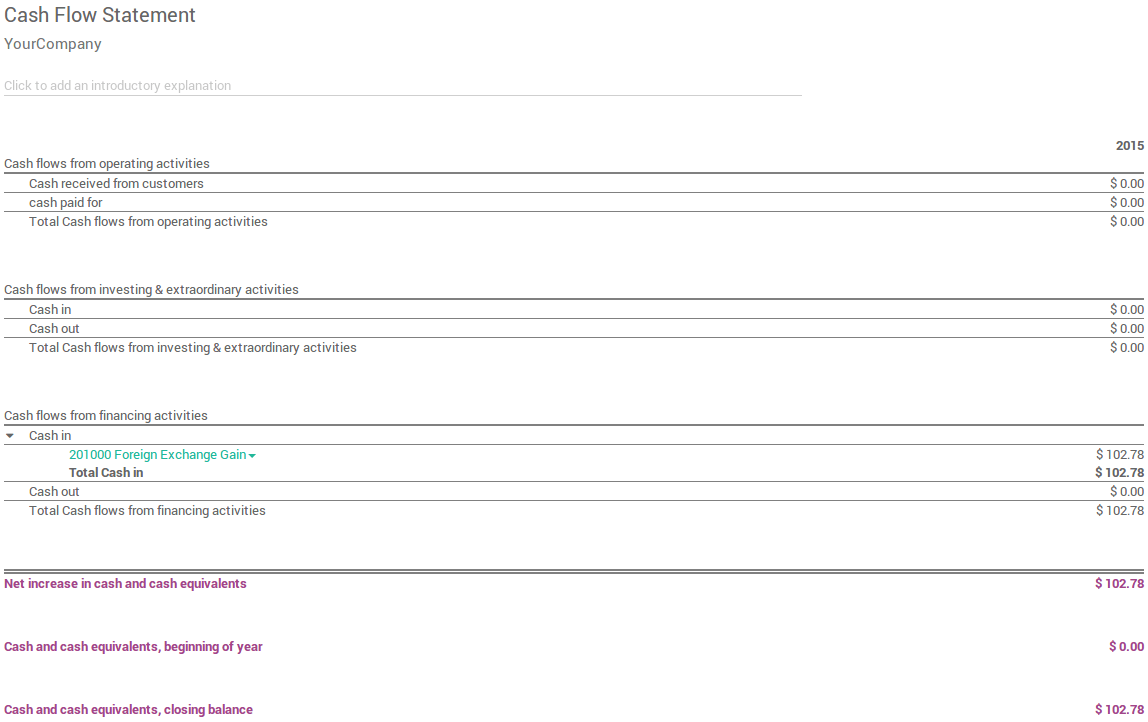 Cash Flow Statement
YourCompany
Click to add an introductory explanation
2015
Cash flows from operating activities
Cash received from customers $ 0.00
cash paid for $ 0.00
Total Cash flows from operating activities $ 0.00
Cash flows from investing & extraordinary activities
Cash in $ 0.00
Cash out $ 0.00
Total Cash flows from investing & extraordinary activities $ 0.00
Cash flows from financing activities
Cash in
201000 Foreign Exchange Gain $ 102.78
Total Cash in $ 102.78
Cash out $ 0.00
Total Cash flows from financing activities $ 102.78
Net increase in cash and cash equivalents $ 102.78
Cash and cash equivalents, beginning of year $ 0.00
Cash and cash equivalents, closing balance $ 102.78